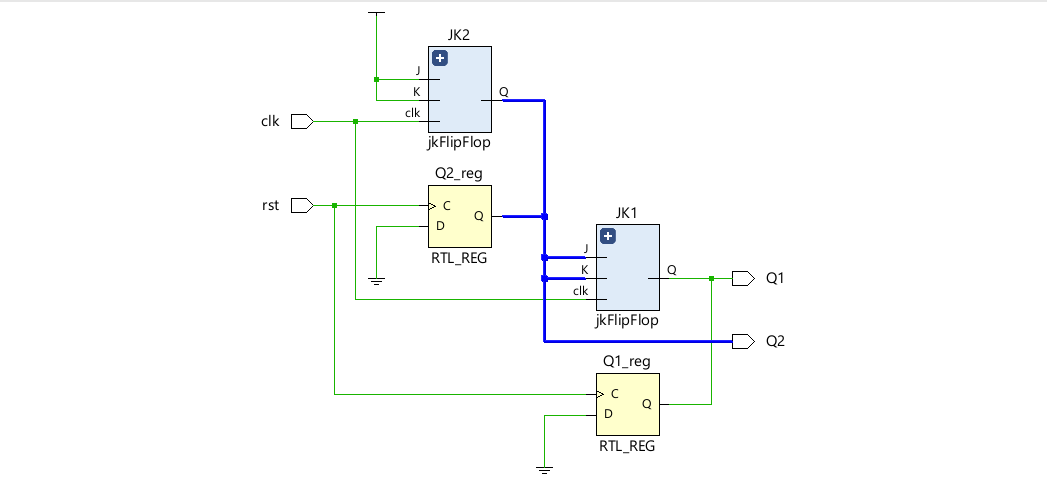 JK2
+
J
K
Q
clk
clk
jkFlipFlop
Q2_reg
rst
C
Q
D
RTL_REG
JK1
+
J
K
Q
Q1
clk
jkFlipFlop
Q2
Q1_reg
C
Q
D
RTL_REG